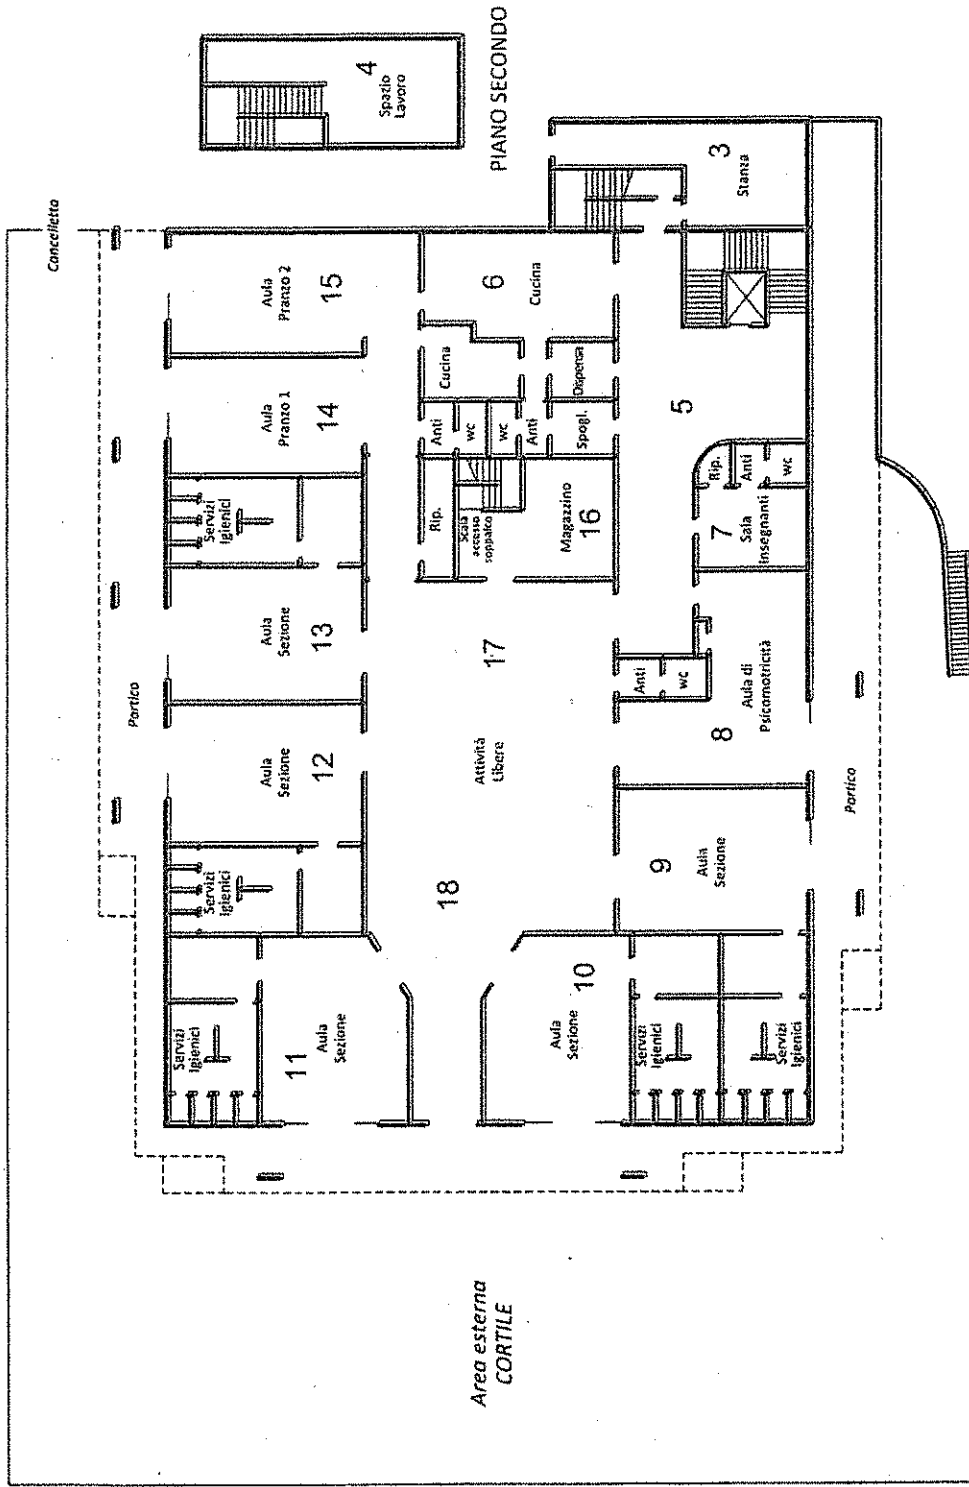 Cancelletto
4
Spazio
Lavoro
PIANO SECONDO
Aula
Pranzo 2
15
6
Cucina
3
Stanza
Cucina
Dispensa
Aula
Pranzo 1
14
Anti
wc
wc
Anti
Spogl.
5
Servizi
Igienici
Rip.
Scala
accesso
soppalco
Magazzino
16
Rip.
Anti
wc
7
Sala
Insegnanti
Portico
Aula
Sezione
13
17
Anti
wc
Aula di
Psicomotricità
8
Aula
Sezione
12
Attività
Libere
Portico
Servizi
Igienici
18
9
Aula
Sezione
Servizi
Igienici
11
Aula
Sezione
10
Aula
Sezione
Servizi
Igienici
Servizi
Igienici
Area esterna
CORTILE